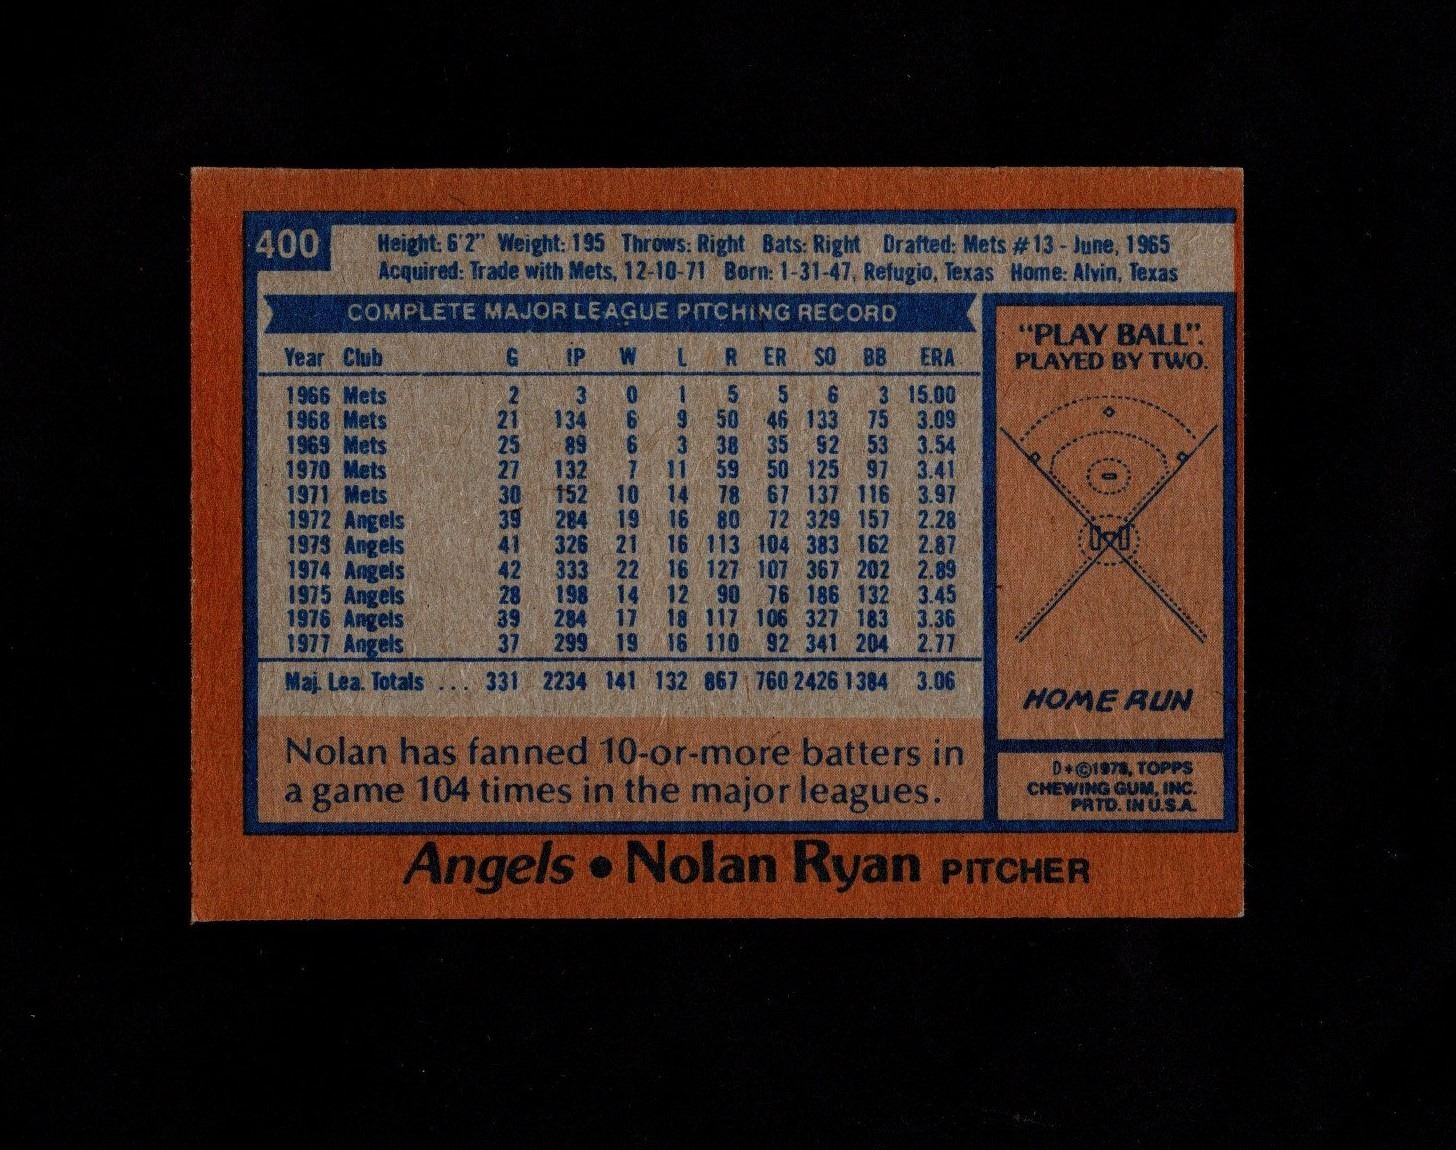 400
Height: 6'2" Weight: 195 Throws: Right Bats: Right Drafted: Mets #13 - June, 1965
Acquired: Trade with Mets, 12-10-71 Born: 1-31-47, Refugio, Texas Home: Alvin, Texas
COMPLETE MAJOR LEAGUE PITCHING RECORD
Year Club G IP W L R ER SO BB ERA
1966 Mets 2 3 0 1 5 5 6 3 15.00
1968 Mets 21 134 6 9 50 46 133 75 3.09
1969 Mets 25 89 6 3 38 35 92 53 3.54
1970 Mets 27 132 7 11 59 50 125 97 3.41
1971 Mets 30 152 10 14 78 67 137 116 3.97
1972 Angels 39 284 19 16 80 72 329 157 2.28
1973 Angels 41 326 21 16 113 104 383 162 2.87
1974 Angels 42 333 22 16 127 107 367 202 2.89
1975 Angels 28 198 14 12 90 76 186 132 3.45
1976 Angels 39 284 17 18 117 106 327 183 3.36
1977 Angels 37 299 19 16 110 92 341 204 2.77
Maj. Lea. Totals ... 331 2234 141 132 867 760 2426 1384 3.06
Nolan has fanned 10-or-more batters in
a game 104 times in the major leagues.
"PLAY BALL".
PLAYED BY TWO.
HOME RUN
D*©1978, TOPPS
CHEWING GUM, INC.
PRTD. IN U.S.A.
Angels • Nolan Ryan PITCHER